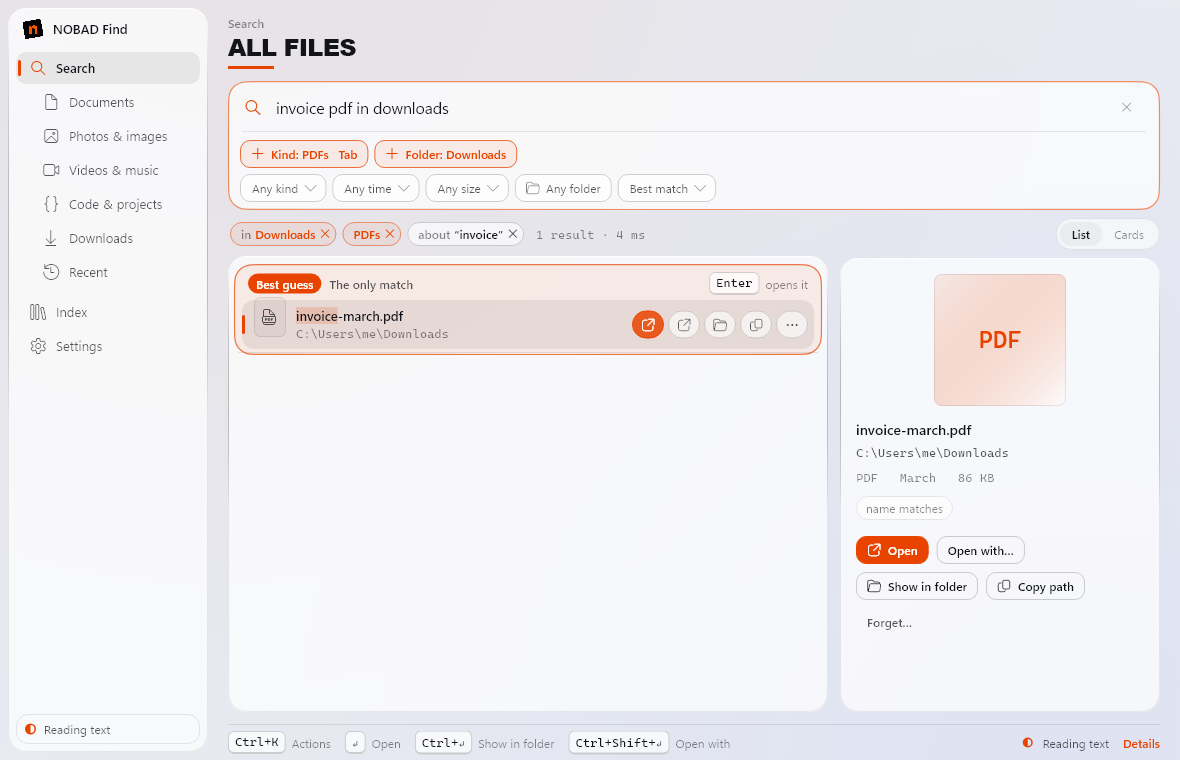 NOBAD Find
Search
Documents
Photos & images
Videos & music
Code & projects
Downloads
Recent
Index
Settings
Reading text
Search
ALL FILES
invoice pdf in downloads
Kind: PDFs Tab
Folder: Downloads
Any kind
Any time
Any size
Any folder
Best match
in Downloads
PDFs
about “invoice”
1 result · 4 ms
List
Cards
Best guess
The only match
Enter opens it
PDF
invoice-march.pdf
C:\Users\me\Downloads
PDF
invoice-march.pdf
C:\Users\me\Downloads
PDF March 86 KB
name matches
Open
Open with...
Show in folder
Copy path
Forget...
Ctrl+K Actions
↲ Open
Ctrl+↲ Show in folder
Ctrl+Shift+↲ Open with
Reading text
Details